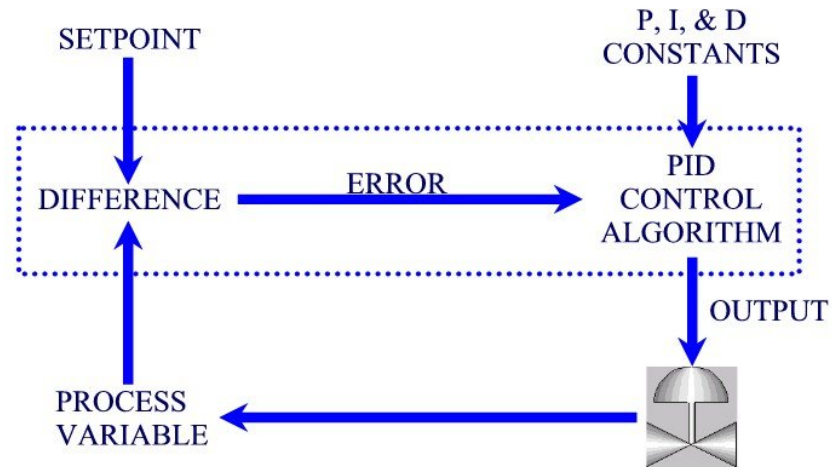 SETPOINT
P, I, & D
CONSTANTS
DIFFERENCE
ERROR
PID
CONTROL
ALGORITHM
OUTPUT
PROCESS
VARIABLE